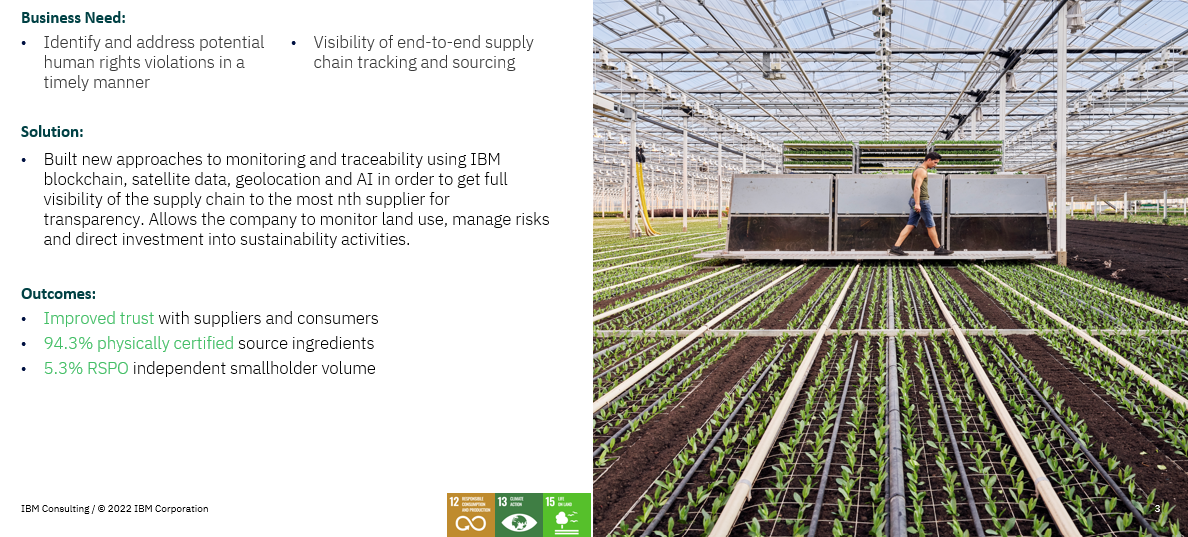 Business Need:
• Identify and address potential
human rights violations in a
timely manner
• Visibility of end-to-end supply
chain tracking and sourcing
Solution:
• Built new approaches to monitoring and traceability using IBM
blockchain, satellite data, geolocation and AI in order to get full
visibility of the supply chain to the most nth supplier for
transparency. Allows the company to monitor land use, manage risks
and direct investment into sustainability activities.
Outcomes:
• Improved trust with suppliers and consumers
• 94.3% physically certified source ingredients
• 5.3% RSPO independent smallholder volume
IBM Consulting / © 2022 IBM Corporation
12 RESPONSIBLE
CONSUMPTION
AND PRODUCTION
13 CLIMATE
ACTION
15 LIFE
ON LAND
3